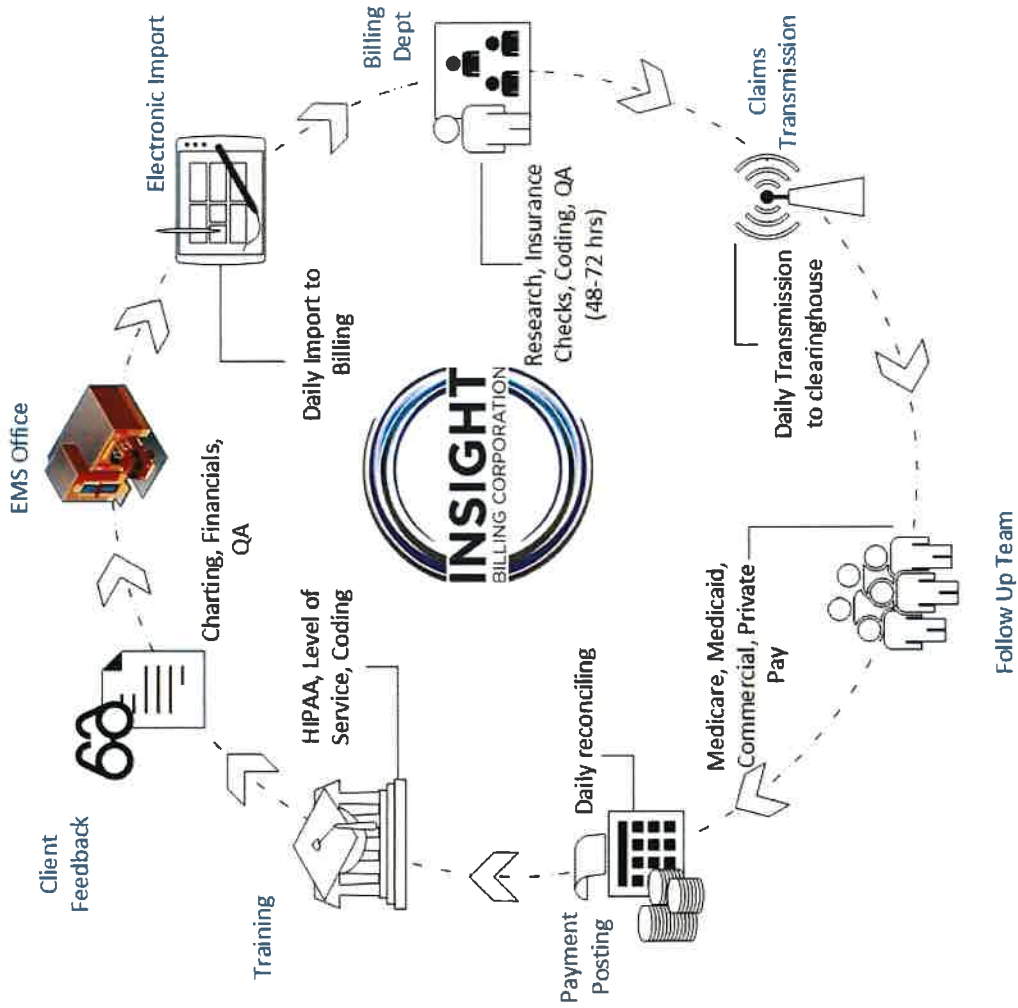 EMS Office
Electronic Import
Daily Import to
Billing
Billing
Dept
Research, Insurance
Checks, Coding, QA
(48-72 hrs)
Claims
Transmission
Daily Transmission
to clearinghouse
Follow Up Team
Medicare, Medicaid,
Commercial, Private
Pay
Payment
Posting
Daily reconciling
Training
HIPAA, Level of
Service, Coding
Client
Feedback
Charting, Financials,
QA
INSIGHT
BILLING CORPORATION